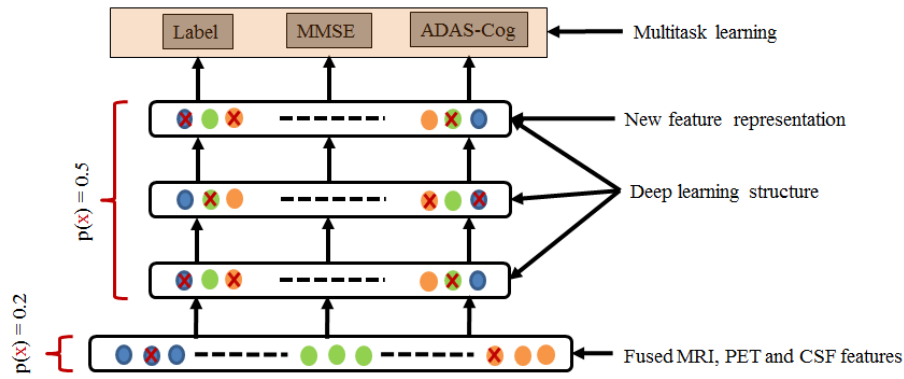 Label
MMSE
ADAS-Cog
Multitask learning
New feature representation
p(x) = 0.5
Deep learning structure
p(x) = 0.2
Fused MRI, PET and CSF features